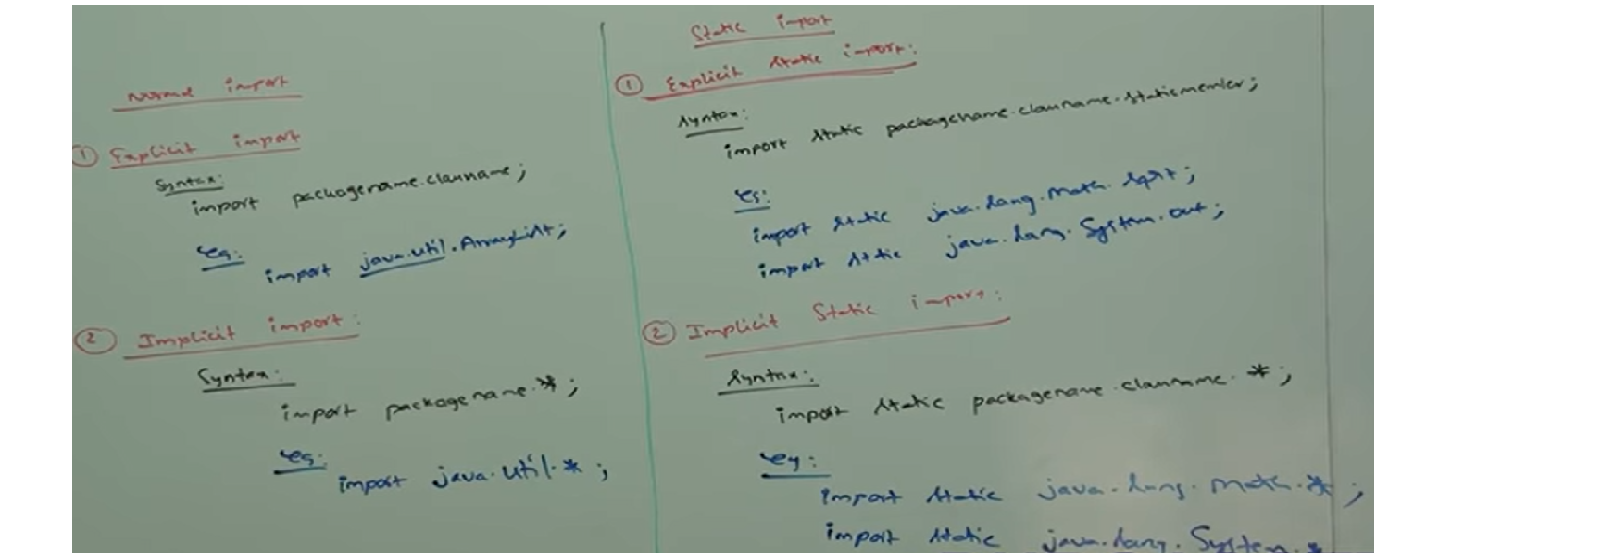 Normal import
① Explicit import
Syntax:
import packagename.classname;
eg:
import java.util.ArrayList;
② Implicit import:
Syntax:
import packagename.*;
eg:
import java.util.*;
Static import
① Explicit static import:
Syntax:
import static packagename.classname.staticmember;
eg:
import static java.lang.Math.sqrt;
import static java.lang.System.out;
② Implicit Static import:
Syntax:
import static packagename.classname.*;
eg:
import static java.lang.Math.*;
import static java.lang.System.*